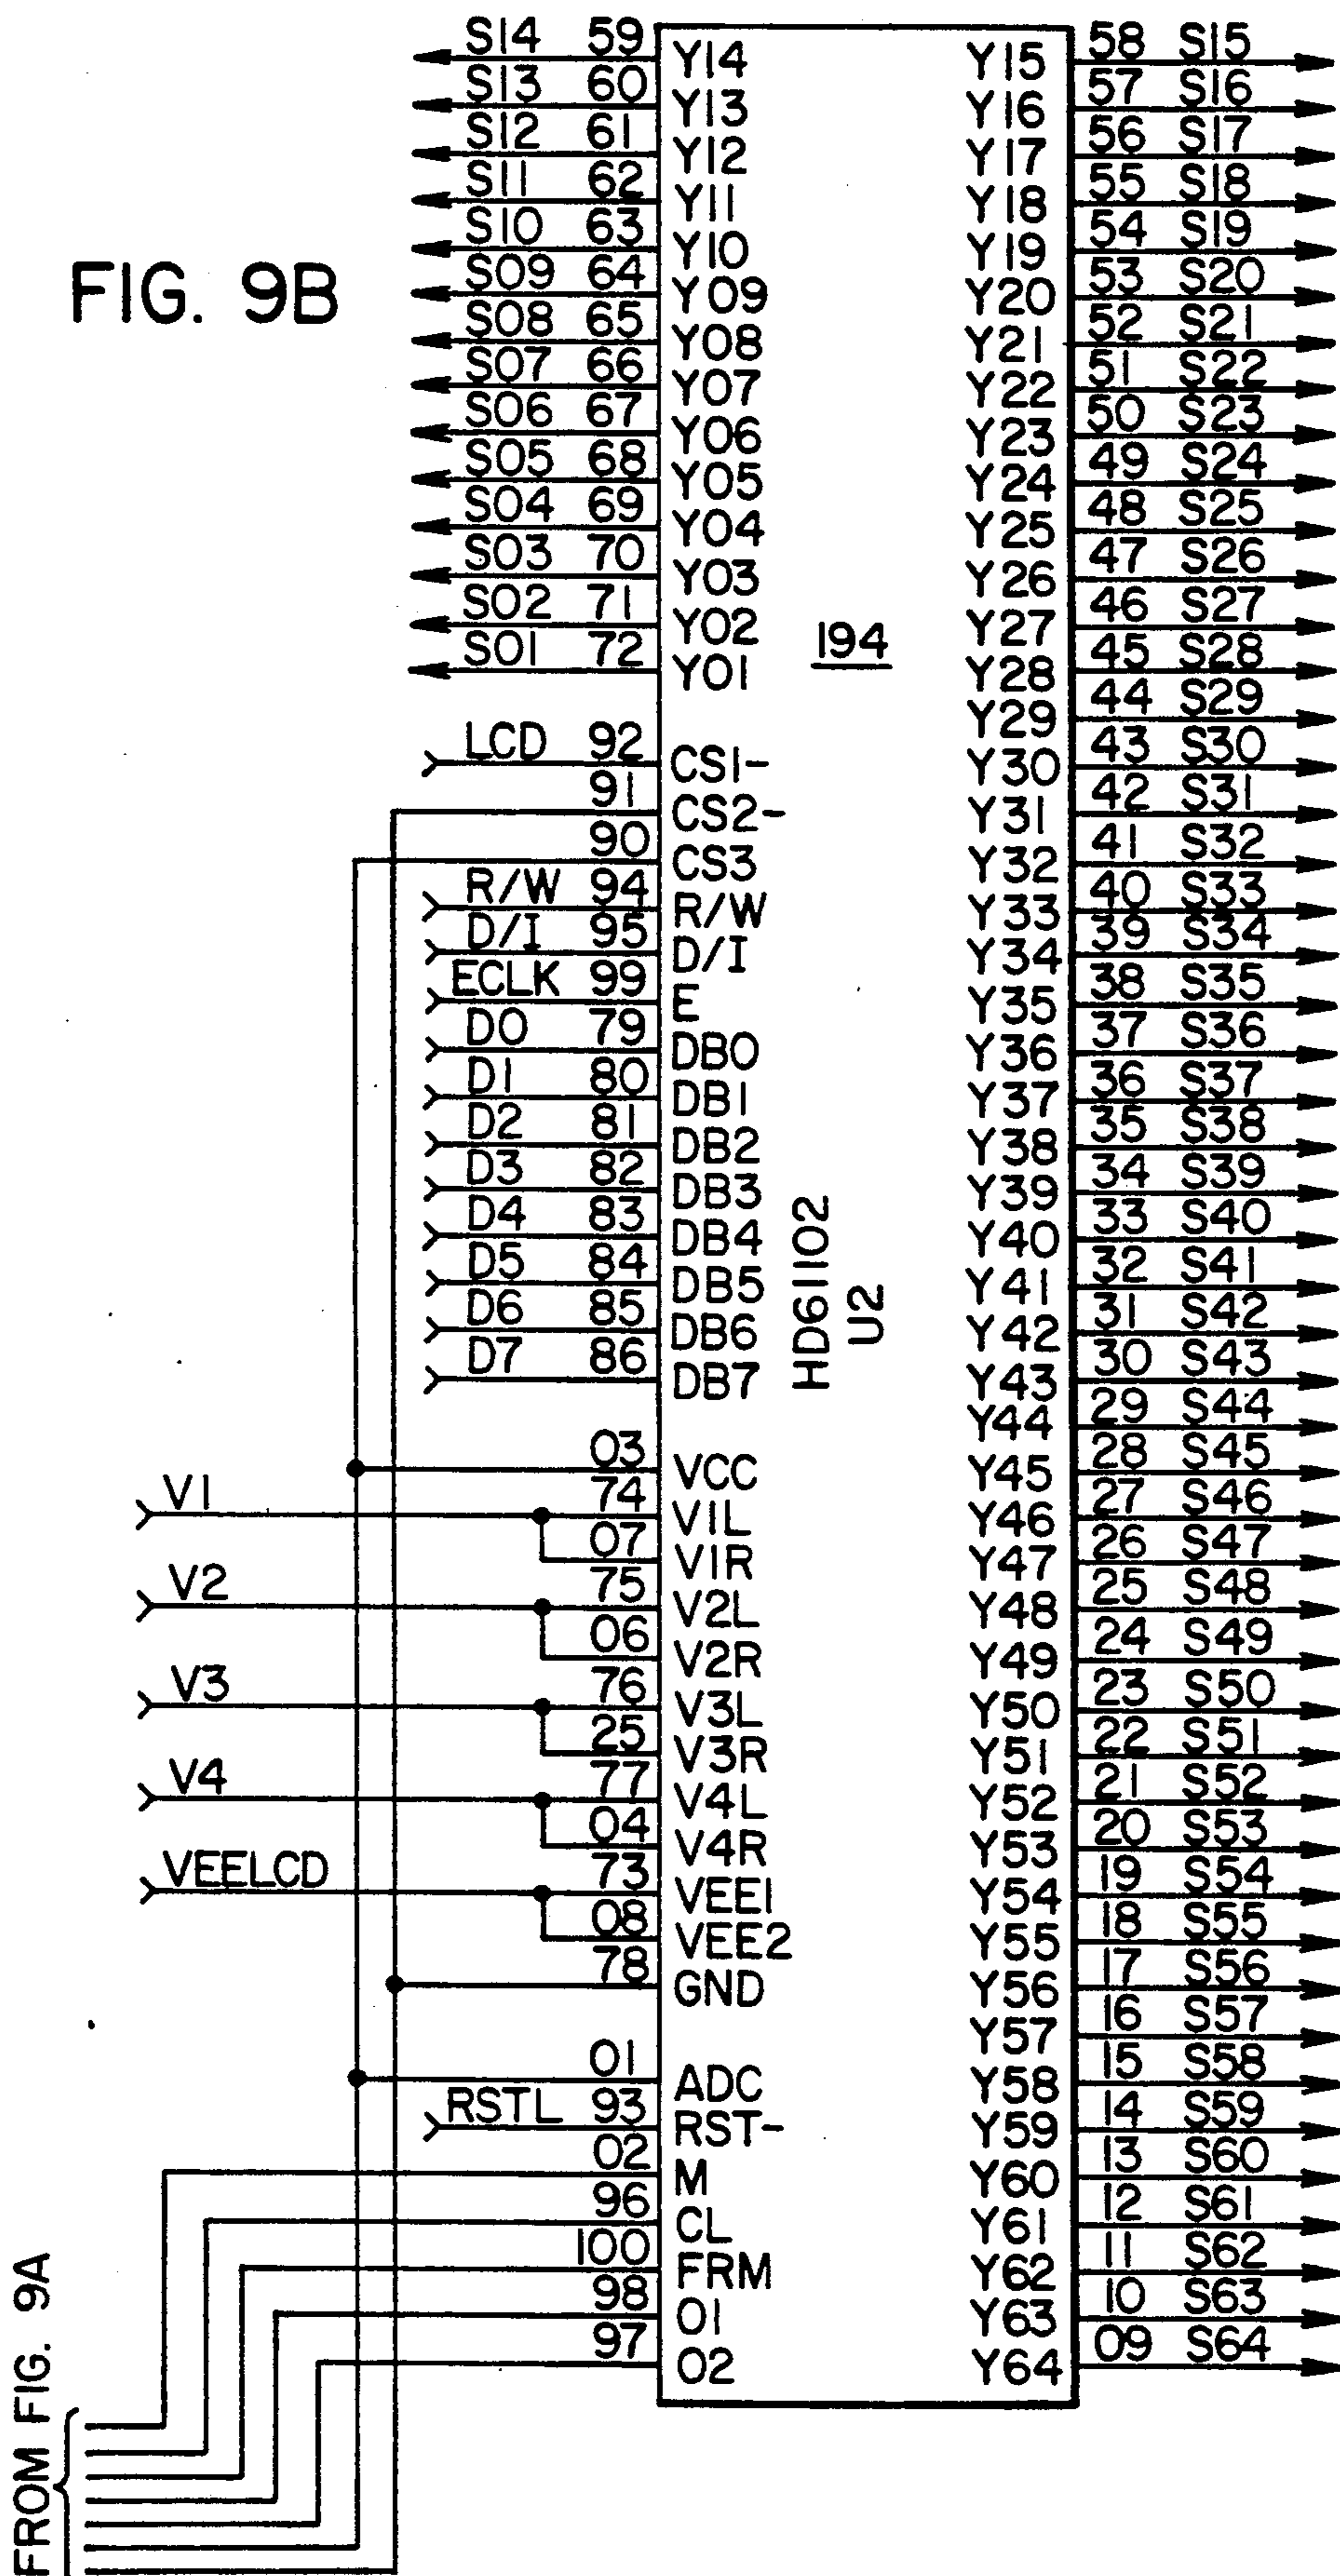 FIG. 9B
S14 59 Y14
S13 60 Y13
S12 61 Y12
S11 62 Y11
S10 63 Y10
S09 64 Y09
S08 65 Y08
S07 66 Y07
S06 67 Y06
S05 68 Y05
S04 69 Y04
S03 70 Y03
S02 71 Y02
S01 72 Y01
LCD 92 CS1-
91 CS2-
90 CS3
R/W 94 R/W
D/I 95 D/I
ECLK 99 E
D0 79 DB0
D1 80 DB1
D2 81 DB2
D3 82 DB3
D4 83 DB4
D5 84 DB5
D6 85 DB6
D7 86 DB7
03 VCC
V1 74 V1L
07 V1R
V2 75 V2L
06 V2R
V3 76 V3L
25 V3R
V4 77 V4L
04 V4R
VEELCD 73 VEE1
08 VEE2
78 GND
01 ADC
RSTL 93 RST-
02 M
96 CL
100 FRM
98 O1
97 O2
FROM FIG. 9A
194
HD61102
U2
Y15 58 S15
Y16 57 S16
Y17 56 S17
Y18 55 S18
Y19 54 S19
Y20 53 S20
Y21 52 S21
Y22 51 S22
Y23 50 S23
Y24 49 S24
Y25 48 S25
Y26 47 S26
Y27 46 S27
Y28 45 S28
Y29 44 S29
Y30 43 S30
Y31 42 S31
Y32 41 S32
Y33 40 S33
Y34 39 S34
Y35 38 S35
Y36 37 S36
Y37 36 S37
Y38 35 S38
Y39 34 S39
Y40 33 S40
Y41 32 S41
Y42 31 S42
Y43 30 S43
Y44 29 S44
Y45 28 S45
Y46 27 S46
Y47 26 S47
Y48 25 S48
Y49 24 S49
Y50 23 S50
Y51 22 S51
Y52 21 S52
Y53 20 S53
Y54 19 S54
Y55 18 S55
Y56 17 S56
Y57 16 S57
Y58 15 S58
Y59 14 S59
Y60 13 S60
Y61 12 S61
Y62 11 S62
Y63 10 S63
Y64 09 S64